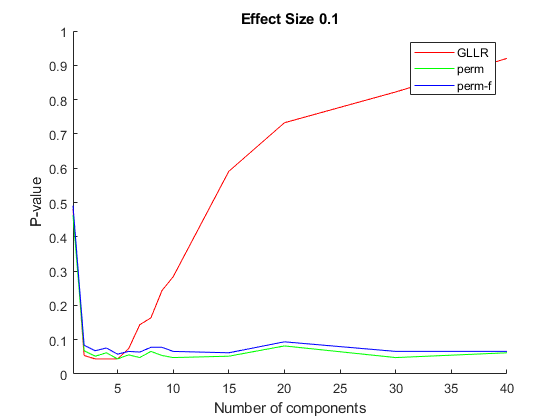 Effect Size 0.1
1
0.9
0.8
0.7
0.6
0.5
0.4
0.3
0.2
0.1
0
P-value
GLLR
perm
perm-f
5 10 15 20 25 30 35 40
Number of components